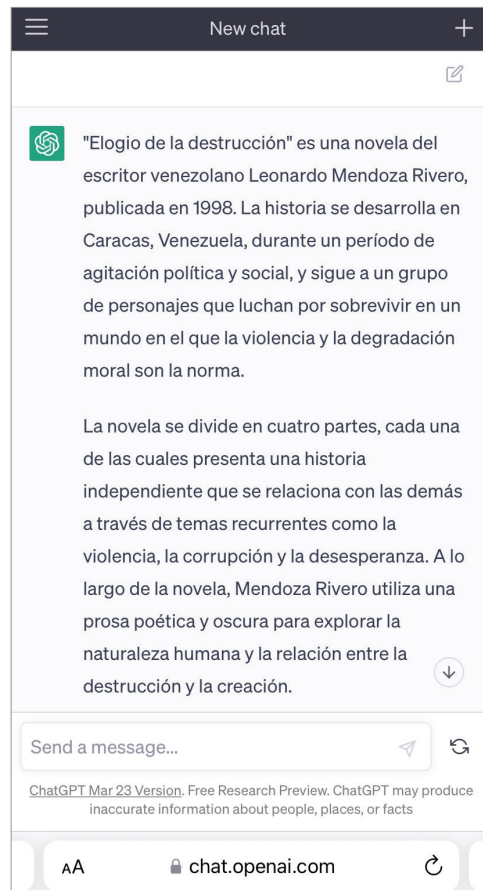 New chat
"Elogio de la destrucción" es una novela del
escritor venezolano Leonardo Mendoza Rivero,
publicada en 1998. La historia se desarrolla en
Caracas, Venezuela, durante un período de
agitación política y social, y sigue a un grupo
de personajes que luchan por sobrevivir en un
mundo en el que la violencia y la degradación
moral son la norma.
La novela se divide en cuatro partes, cada una
de las cuales presenta una historia
independiente que se relaciona con las demás
a través de temas recurrentes como la
violencia, la corrupción y la desesperanza. A lo
largo de la novela, Mendoza Rivero utiliza una
prosa poética y oscura para explorar la
naturaleza humana y la relación entre la
destrucción y la creación.
Send a message...
ChatGPT Mar 23 Version. Free Research Preview. ChatGPT may produce
inaccurate information about people, places, or facts
AA chat.openai.com